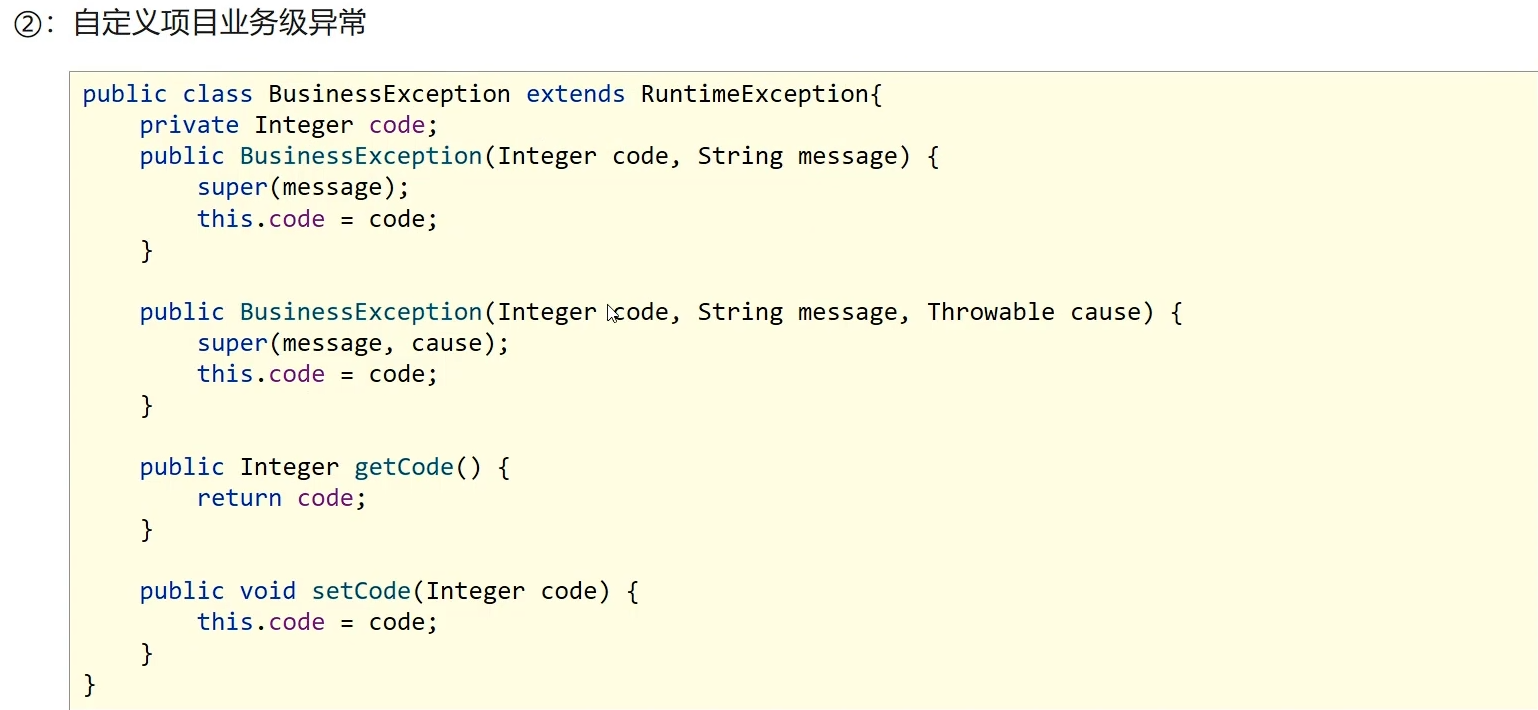 ②：自定义项目业务级异常
public class BusinessException extends RuntimeException{
    private Integer code;
    public BusinessException(Integer code, String message) {
        super(message);
        this.code = code;
    }
    public BusinessException(Integer code, String message, Throwable cause) {
        super(message, cause);
        this.code = code;
    }
    public Integer getCode() {
        return code;
    }
    public void setCode(Integer code) {
        this.code = code;
    }
}